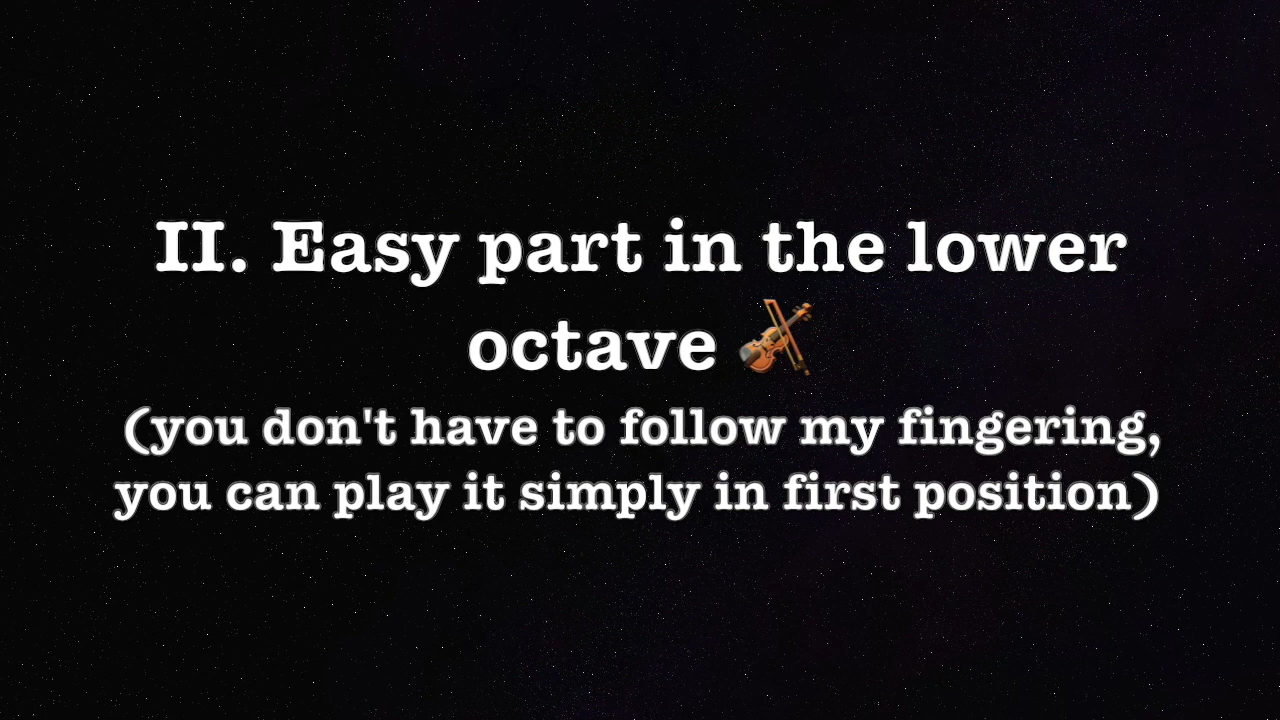 II. Easy part in the lower
octave 🎻
(you don't have to follow my fingering,
you can play it simply in first position)